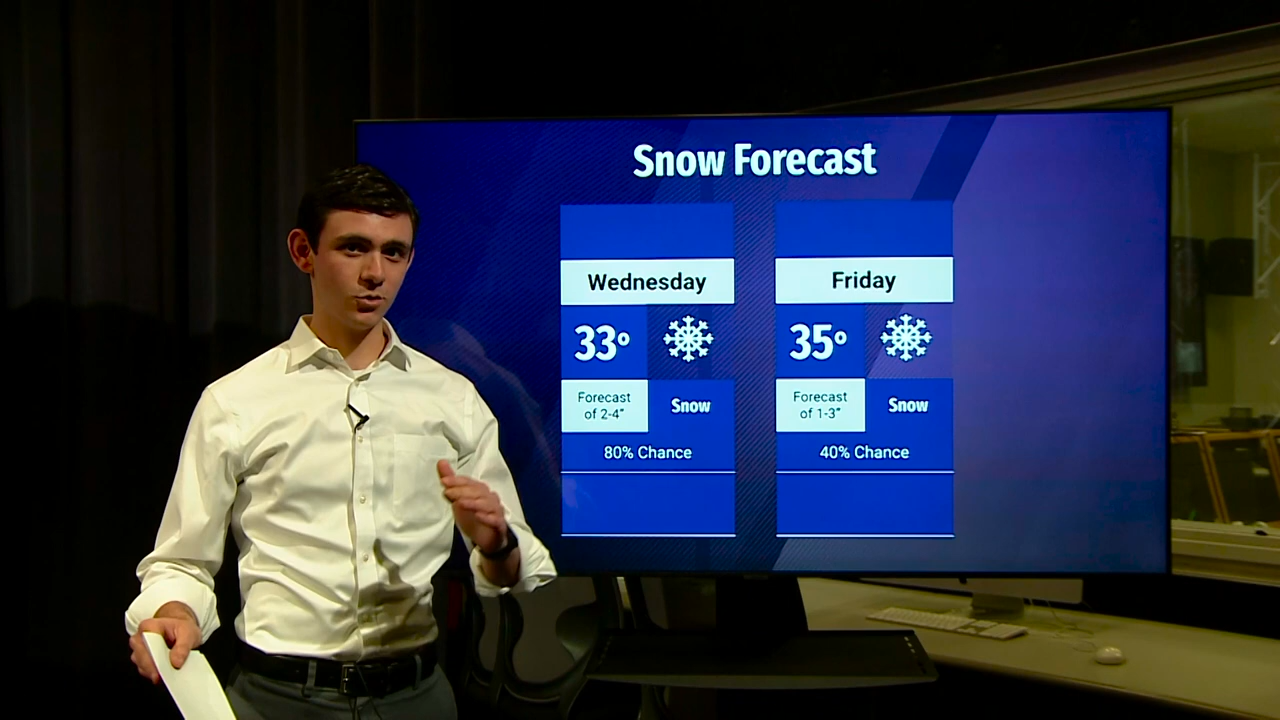 Snow Forecast
Wednesday
33°
Forecast
of 2-4"
Snow
80% Chance
Friday
35°
Forecast
of 1-3"
Snow
40% Chance